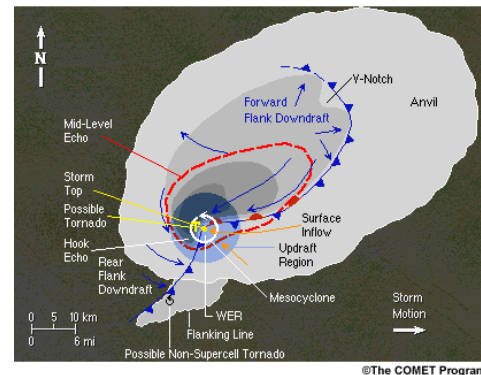 N
V-Notch
Forward
Flank Downdraft
Anvil
Mid-Level
Echo
Storm
Top
Possible
Tornado
T
Hook
Echo
Surface
Inflow
Rear
Flank
Downdraft
Updraft
Region
Mesocyclone
WER
Storm
Motion
0 5 10 km
0 6 mi
Flanking Line
Possible Non-Supercell Tornado
©The COMET Program